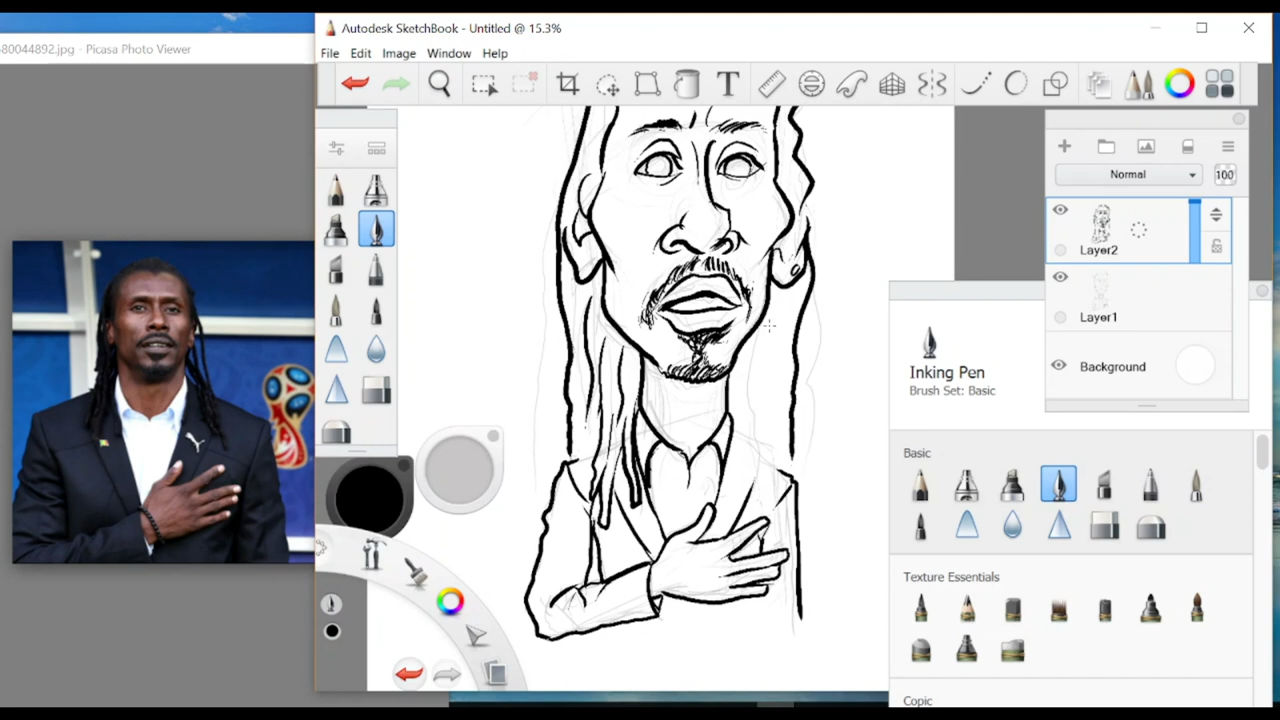 Autodesk SketchBook - Untitled @ 15.3%
80044892.jpg - Picasa Photo Viewer
File Edit Image Window Help
T
Normal
100
Layer2
Layer1
Background
Inking Pen
Brush Set: Basic
Basic
Texture Essentials
Copic